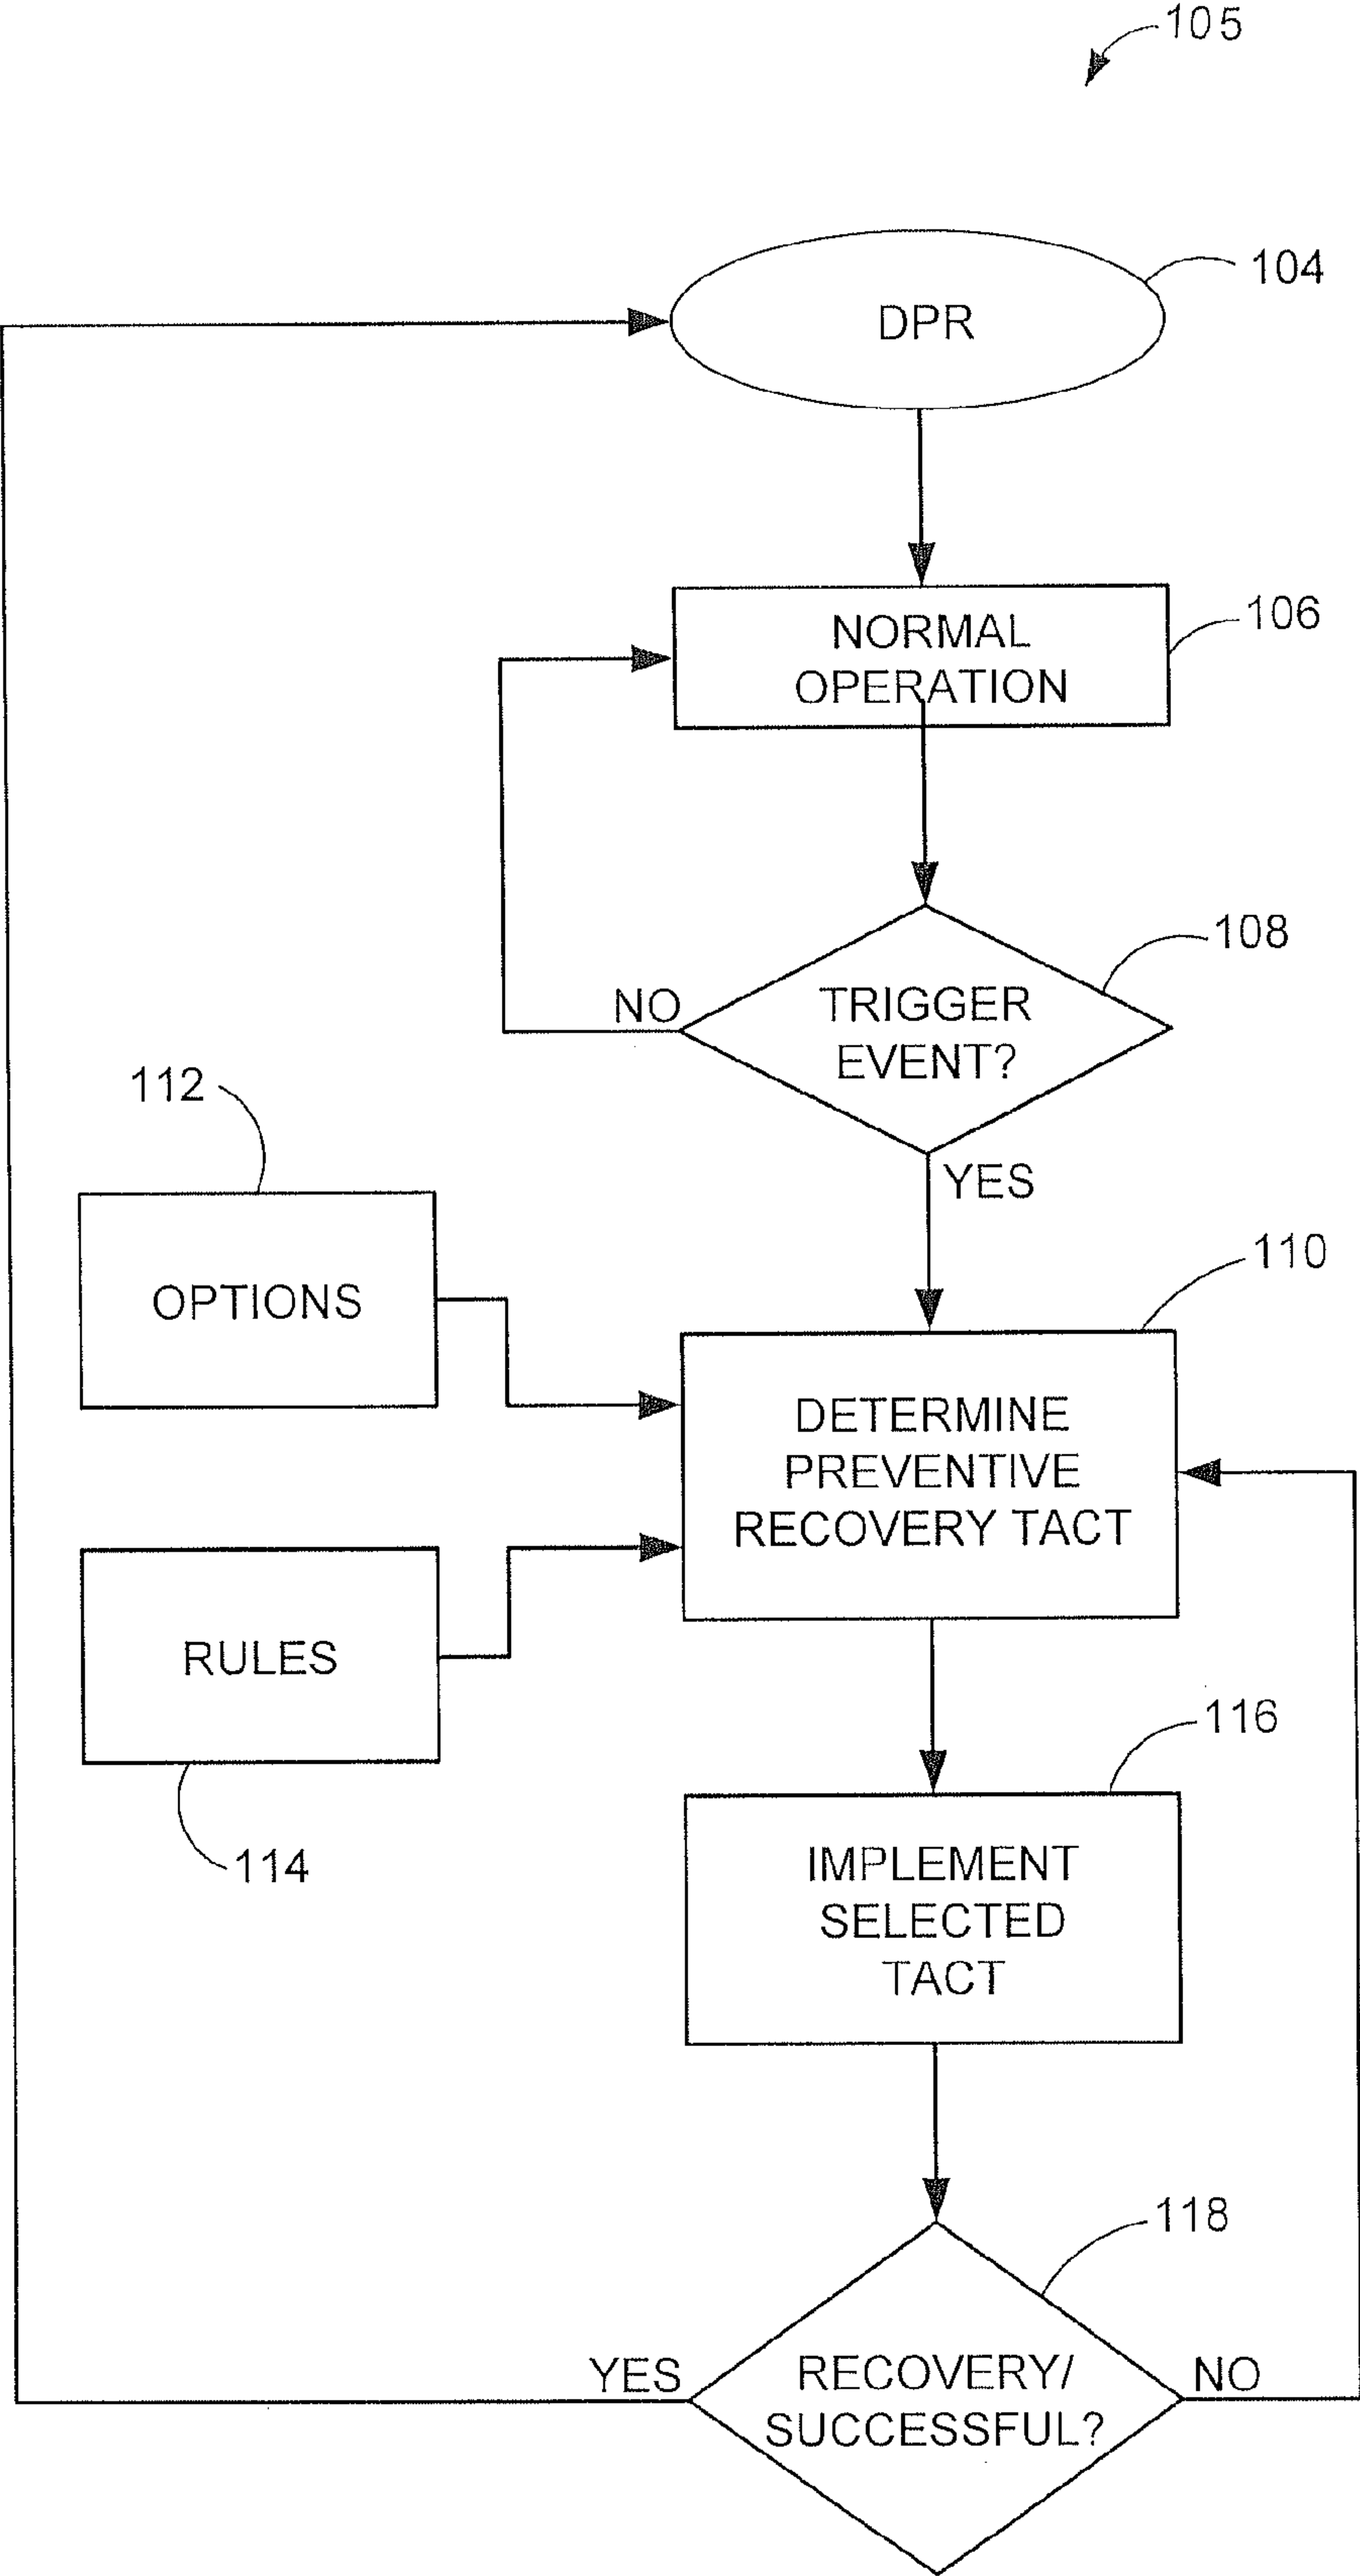 105
104
DPR
106
NORMAL
OPERATION
108
NO
TRIGGER
EVENT?
112
YES
110
OPTIONS
DETERMINE
PREVENTIVE
RECOVERY TACT
RULES
116
114
IMPLEMENT
SELECTED
TACT
118
YES
RECOVERY/
SUCCESSFUL?
NO